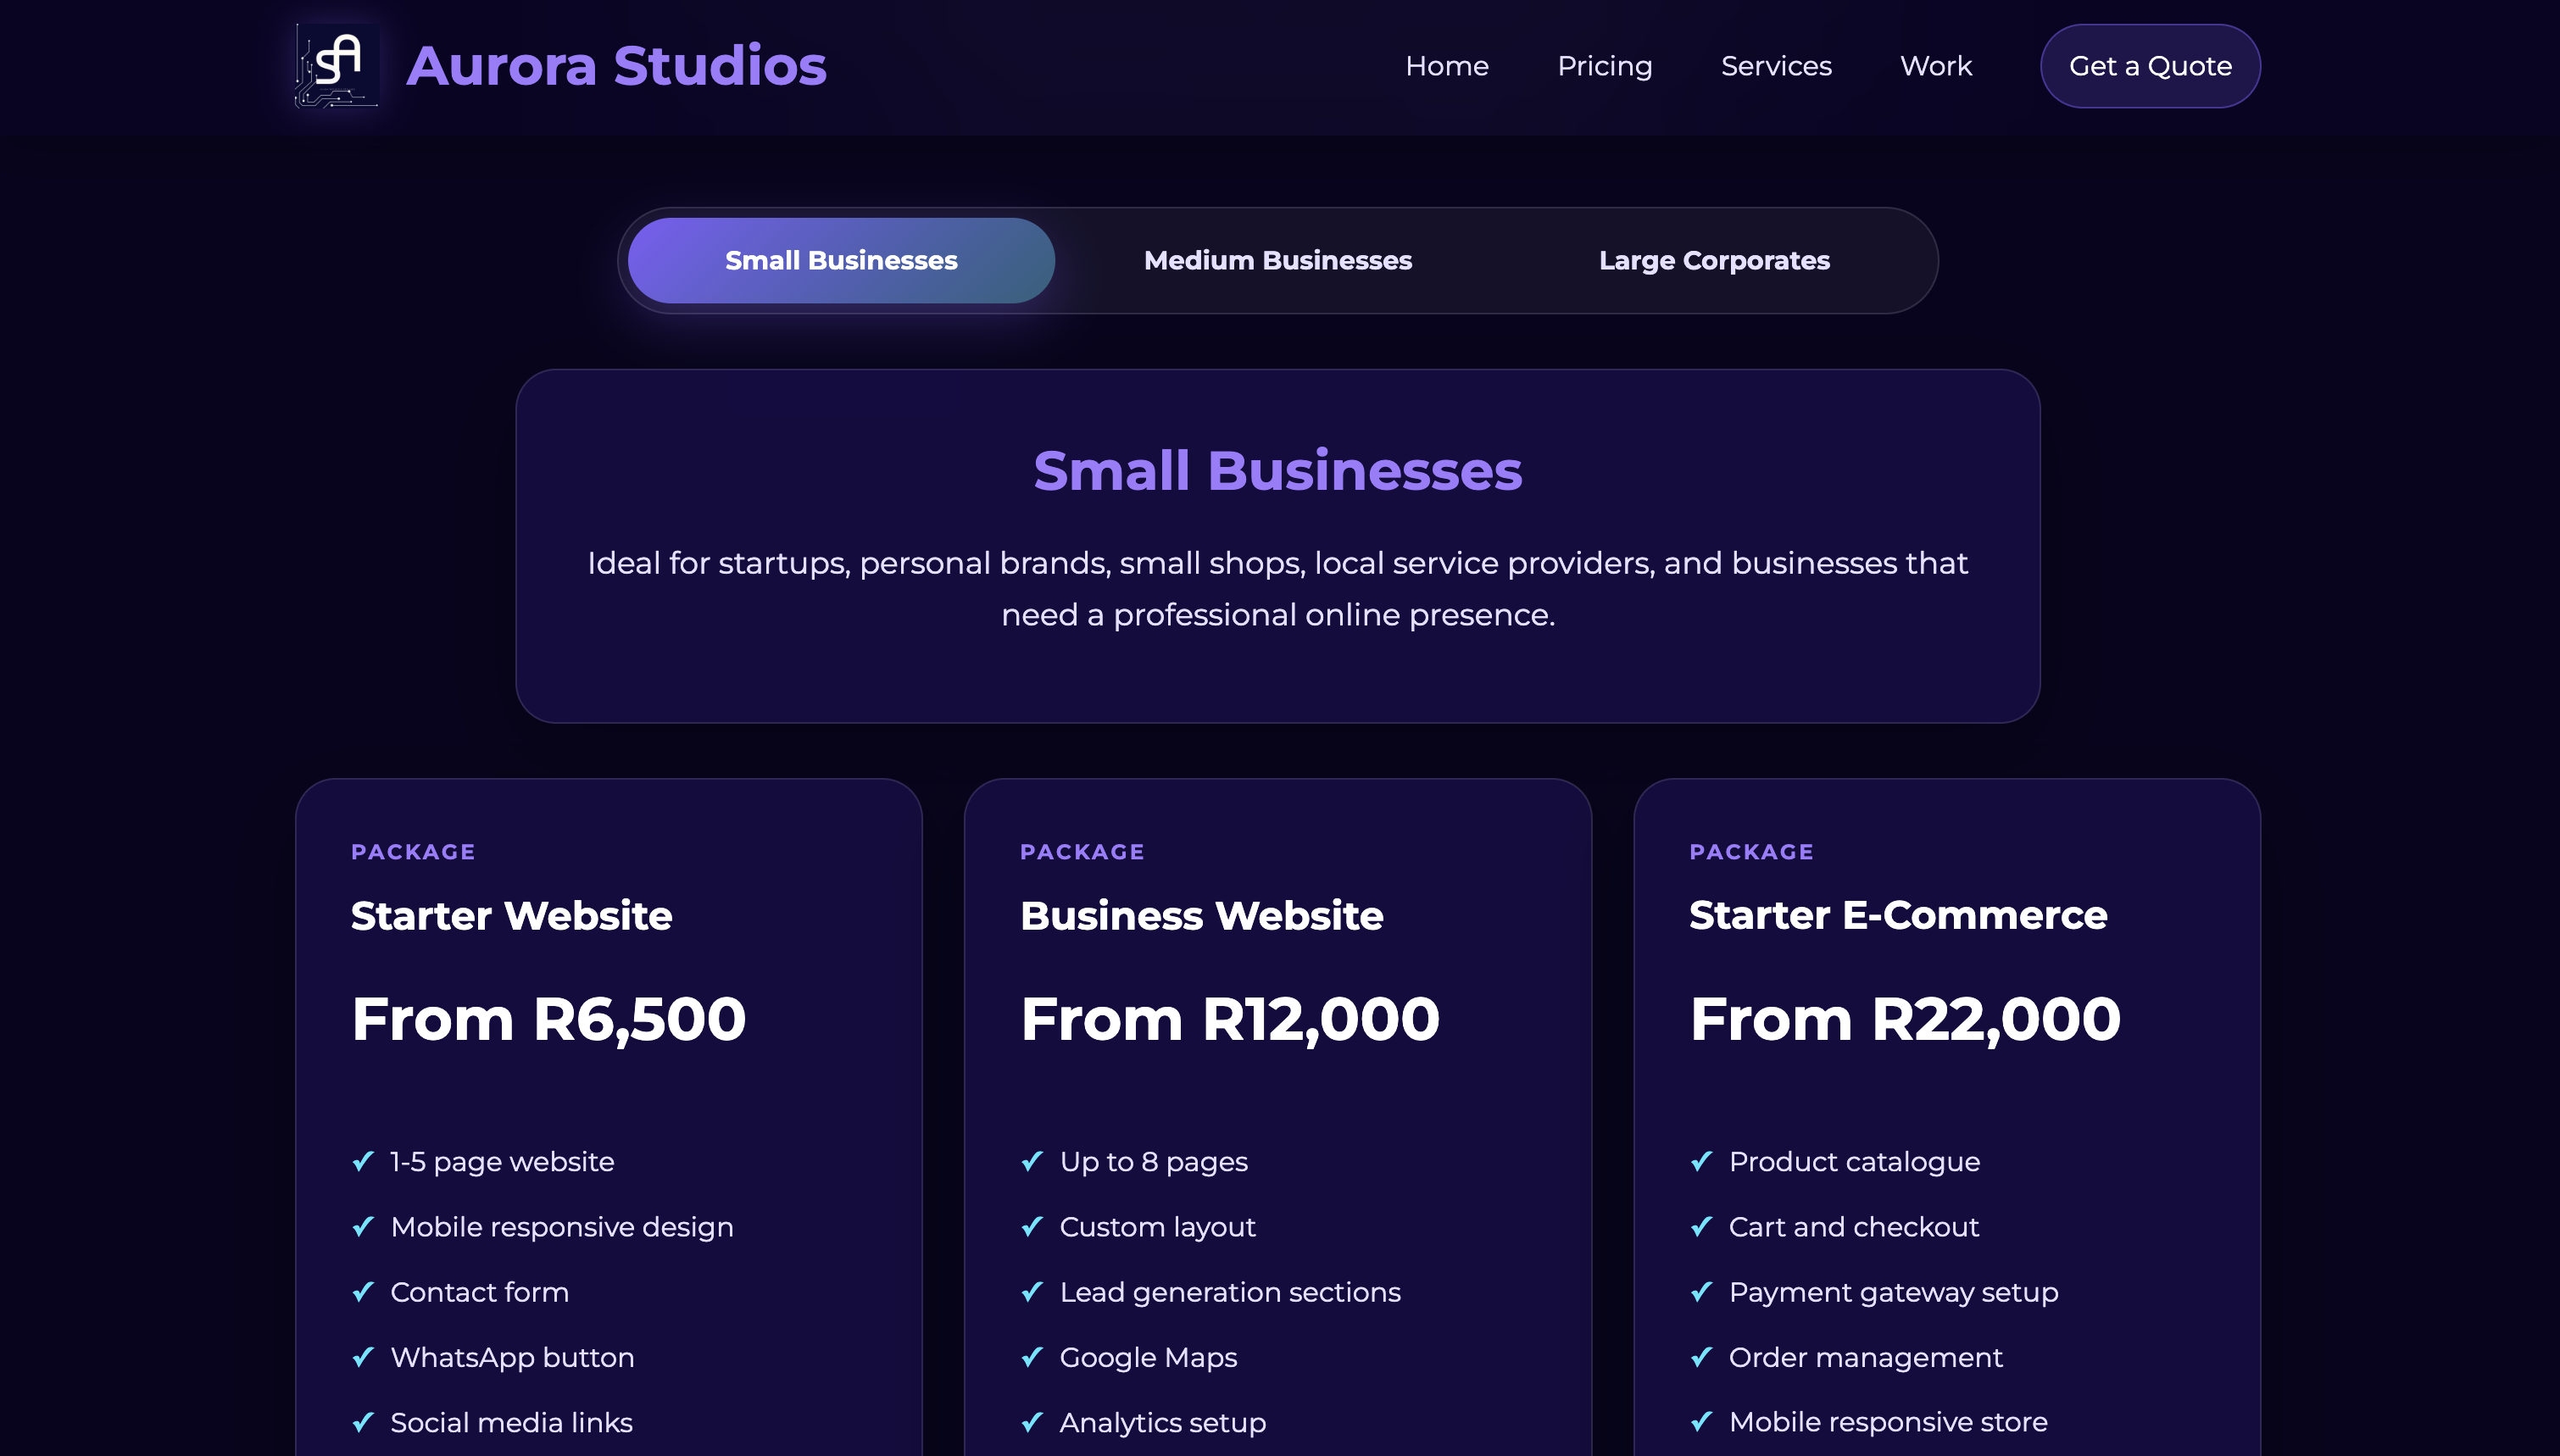 SA
Aurora Studios
Home
Pricing
Services
Work
Get a Quote
Small Businesses
Medium Businesses
Large Corporates
Small Businesses
Ideal for startups, personal brands, small shops, local service providers, and businesses that
need a professional online presence.
PACKAGE
Starter Website
From R6,500
✓ 1-5 page website
✓ Mobile responsive design
✓ Contact form
✓ WhatsApp button
✓ Social media links
PACKAGE
Business Website
From R12,000
✓ Up to 8 pages
✓ Custom layout
✓ Lead generation sections
✓ Google Maps
✓ Analytics setup
PACKAGE
Starter E-Commerce
From R22,000
✓ Product catalogue
✓ Cart and checkout
✓ Payment gateway setup
✓ Order management
✓ Mobile responsive store